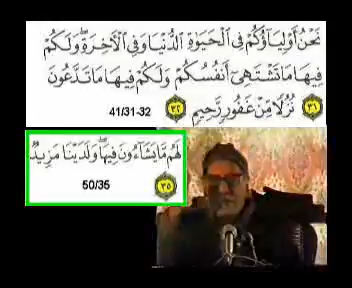 نَحْنُ أَوْلِيَاؤُكُمْ فِي الْحَيَوٰةِ الدُّنْيَا وَفِي الْآخِرَةِ ۖ وَلَكُمْ
فِيهَا مَا تَشْتَهِي أَنفُسُكُمْ وَلَكُمْ فِيهَا مَا تَدَّعُونَ
٣١ نُزُلًا مِّنْ غَفُورٍ رَّحِيمٍ ٣٢
41/31-32
لَهُم مَّا يَشَاءُونَ فِيهَا وَلَدَيْنَا مَزِيدٌ
٣٥
50/35